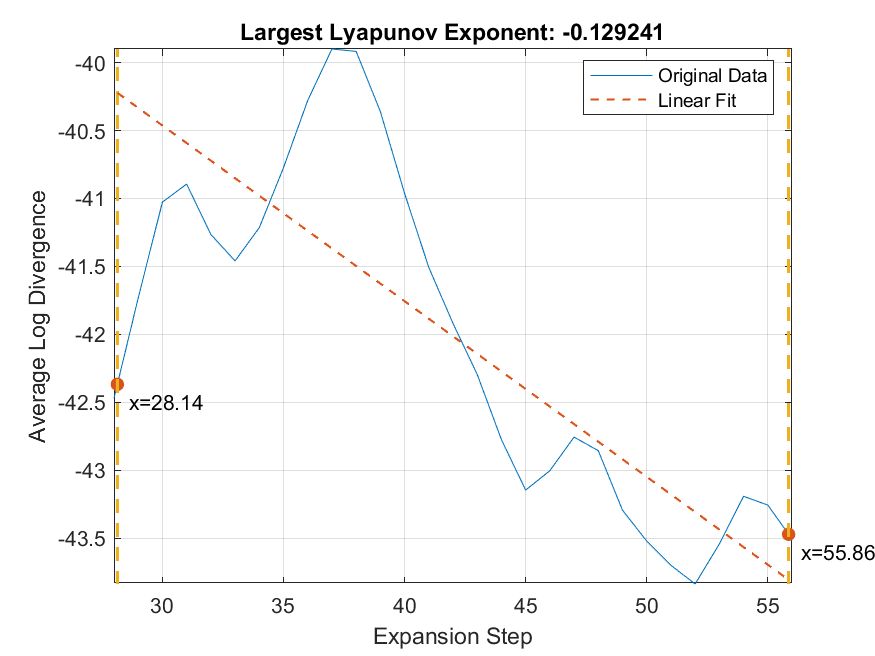 Largest Lyapunov Exponent: -0.129241
Original Data
Linear Fit
Average Log Divergence
-40
-40.5
-41
-41.5
-42
-42.5
-43
-43.5
x=28.14
x=55.86
30 35 40 45 50 55
Expansion Step